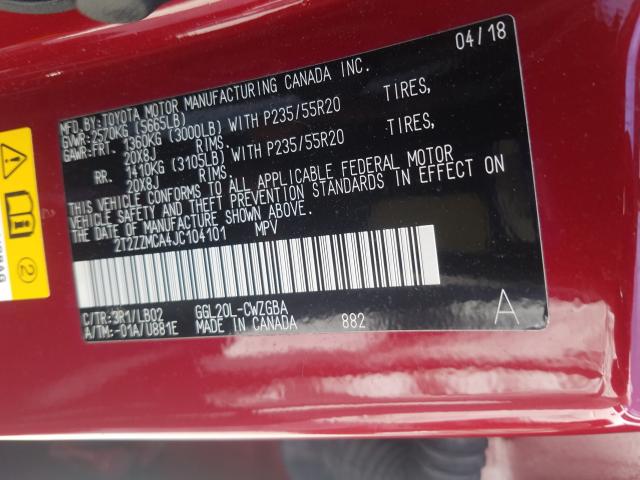 04/18
MFD.BY:TOYOTA MOTOR MANUFACTURING CANADA INC.
GVWR:2570KG (5665LB)
GAWR:FRT 1360KG (3000LB) WITH P235/55R20 TIRES,
20X8J RIMS.
RR. 1410KG (3105LB) WITH P235/55R20 TIRES,
20X8J RIMS.
THIS VEHICLE CONFORMS TO ALL APPLICABLE FEDERAL MOTOR
VEHICLE SAFETY AND THEFT PREVENTION STANDARDS IN EFFECT ON
THE DATE OF MANUFACTURE SHOWN ABOVE.
2T2ZZMCA4JC104101 MPV
C/TR:3R1/LB02 GGL20L-CWZGBA
A/TM:-01A/U881E MADE IN CANADA 882 A
2